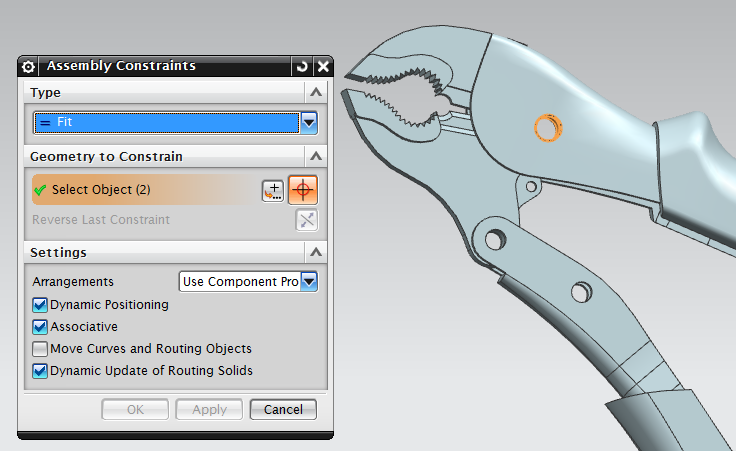 Assembly Constraints
Type
= Fit
Geometry to Constrain
Select Object (2)
Reverse Last Constraint
Settings
Arrangements Use Component Pro
Dynamic Positioning
Associative
Move Curves and Routing Objects
Dynamic Update of Routing Solids
OK Apply Cancel